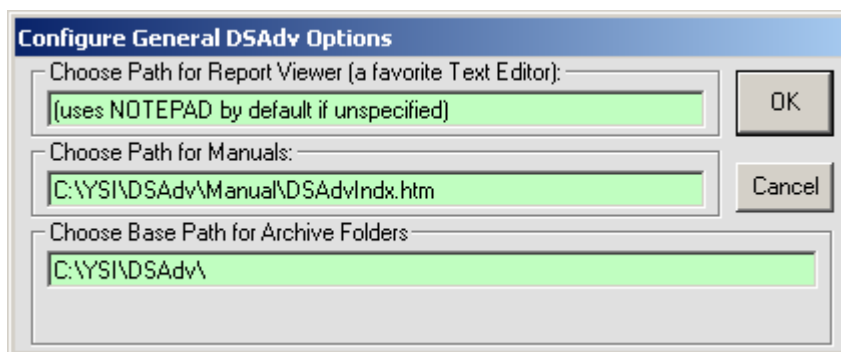 Configure General DSAdv Options
Choose Path for Report Viewer (a favorite Text Editor):
(uses NOTEPAD by default if unspecified)
OK
Choose Path for Manuals:
C:\YSI\DSAdv\Manual\DSAdvIndx.htm
Cancel
Choose Base Path for Archive Folders
C:\YSI\DSAdv\